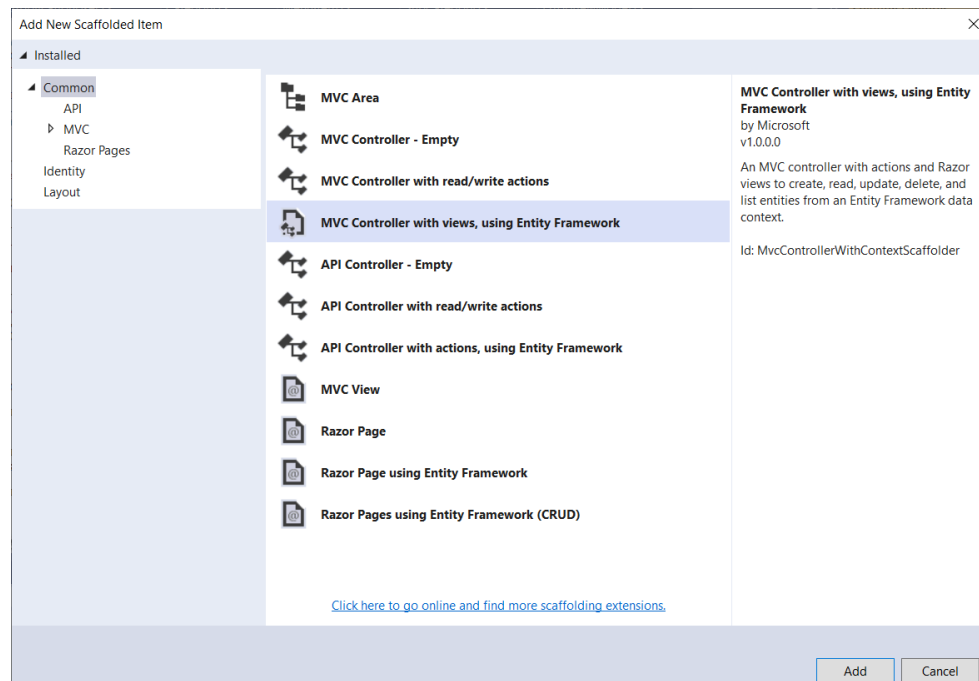 Add New Scaffolded Item
Installed
Common
API
MVC
Razor Pages
Identity
Layout
MVC Area
MVC Controller - Empty
MVC Controller with read/write actions
MVC Controller with views, using Entity Framework
API Controller - Empty
API Controller with read/write actions
API Controller with actions, using Entity Framework
MVC View
Razor Page
Razor Page using Entity Framework
Razor Pages using Entity Framework (CRUD)
Click here to go online and find more scaffolding extensions.
MVC Controller with views, using Entity
Framework
by Microsoft
v1.0.0.0
An MVC controller with actions and Razor
views to create, read, update, delete, and
list entities from an Entity Framework data
context.
Id: MvcControllerWithContextScaffolder
Add
Cancel